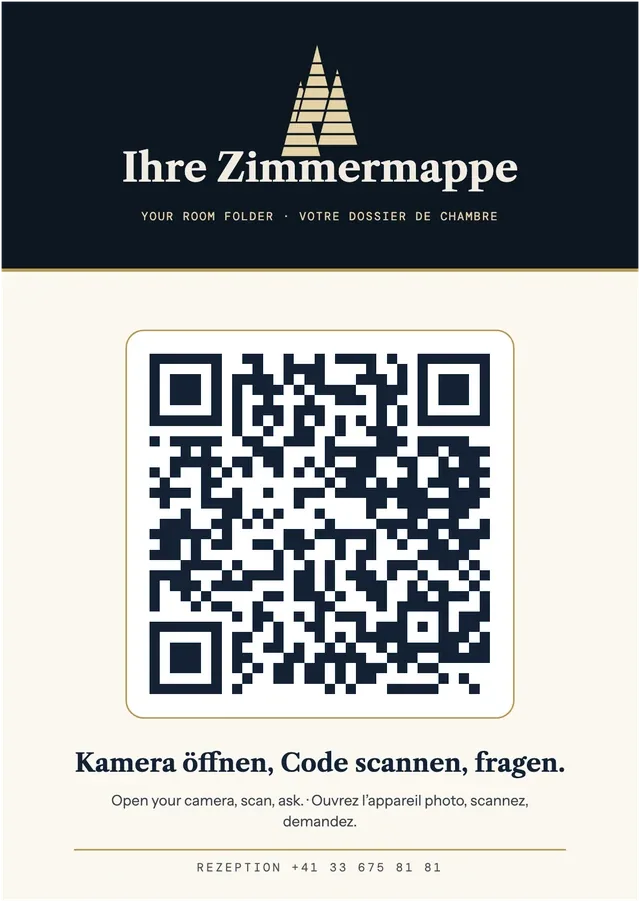 Ihre Zimmermappe
YOUR ROOM FOLDER · VOTRE DOSSIER DE CHAMBRE
Kamera öffnen, Code scannen, fragen.
Open your camera, scan, ask. · Ouvrez l’appareil photo, scannez,
demandez.
REZEPTION +41 33 675 81 81